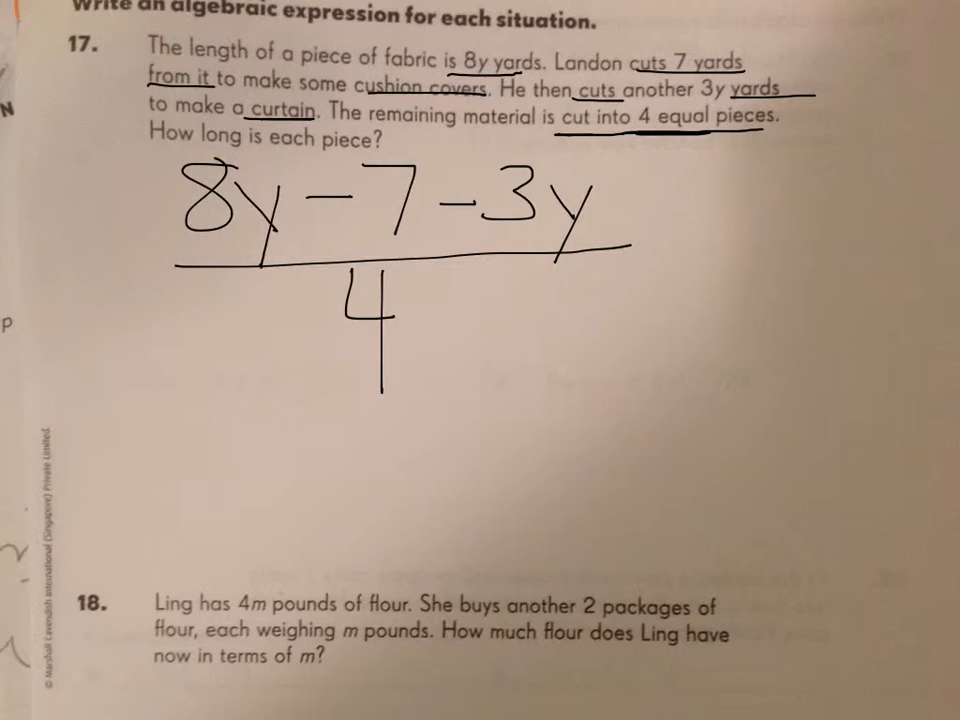 Write an algebraic expression for each situation.
17. The length of a piece of fabric is 8y yards. Landon cuts 7 yards
from it to make some cushion covers. He then cuts another 3y yards
to make a curtain. The remaining material is cut into 4 equal pieces.
How long is each piece?
8y - 7 - 3y
4
N
P
© Marshall Cavendish International (Singapore) Private Limited.
18. Ling has 4m pounds of flour. She buys another 2 packages of
flour, each weighing m pounds. How much flour does Ling have
now in terms of m?